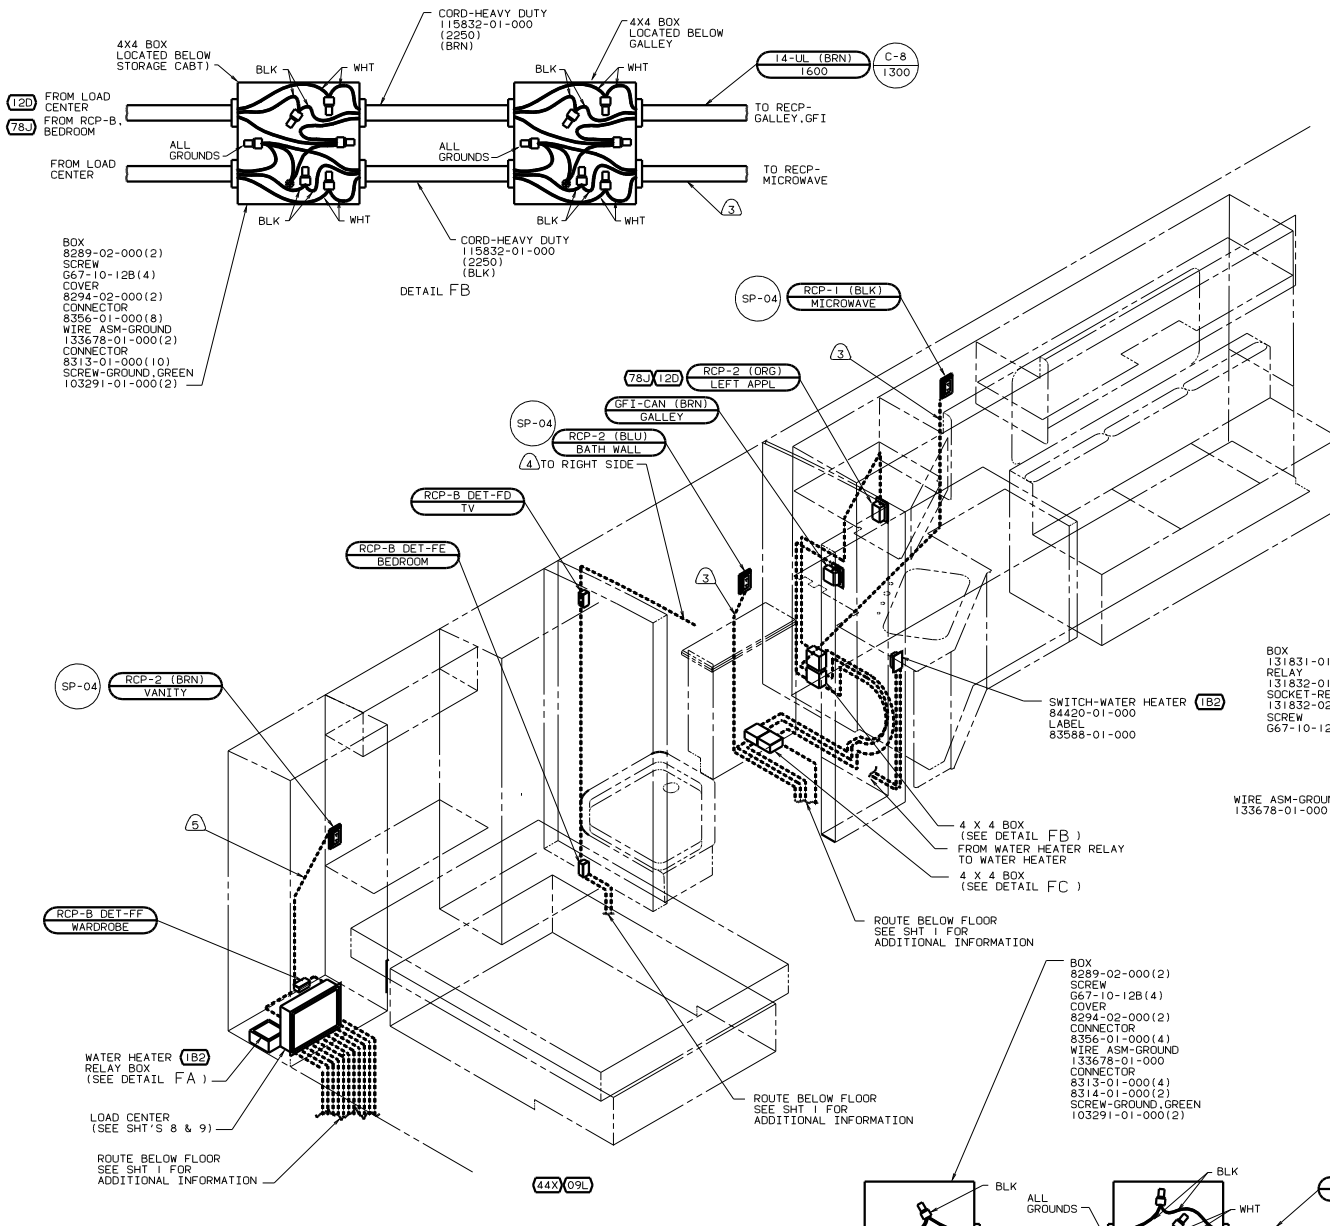 CORD-HEAVY DUTY
115832-01-000
(2250)
(BRN)
4X4 BOX
LOCATED BELOW
GALLEY
4X4 BOX
LOCATED BELOW
STORAGE CABT)
BLK
WHT
BLK
WHT
14-UL (BRN)
1600
C-8
1300
12D
FROM LOAD
CENTER
78J
FROM RCP-B,
BEDROOM
TO RECP-
GALLEY,GFI
ALL
GROUNDS
ALL
GROUNDS
FROM LOAD
CENTER
TO RECP-
MICROWAVE
3
BLK
WHT
BLK
WHT
CORD-HEAVY DUTY
115832-01-000
(2250)
(BLK)
DETAIL FB
BOX
8289-02-000(2)
SCREW
G67-10-12B(4)
COVER
8294-02-000(2)
CONNECTOR
8356-01-000(8)
WIRE ASM-GROUND
133678-01-000(2)
CONNECTOR
8313-01-000(10)
SCREW-GROUND,GREEN
103291-01-000(2)
SP-04
RCP-1 (BLK)
MICROWAVE
3
78J
12D
RCP-2 (ORG)
LEFT APPL
GFI-CAN (BRN)
GALLEY
SP-04
RCP-2 (BLU)
BATH WALL
4
TO RIGHT SIDE
RCP-B DET-FD
TV
RCP-B DET-FE
BEDROOM
3
SP-04
RCP-2 (BRN)
VANITY
5
RCP-B DET-FF
WARDROBE
SWITCH-WATER HEATER
1B2
84420-01-000
LABEL
83588-01-000
BOX
131831-01
RELAY
131832-01
SOCKET-RE
131832-02
SCREW
G67-10-12
WIRE ASM-GROUN
133678-01-000
4 X 4 BOX
(SEE DETAIL FB )
FROM WATER HEATER RELAY
TO WATER HEATER
4 X 4 BOX
(SEE DETAIL FC )
ROUTE BELOW FLOOR
SEE SHT 1 FOR
ADDITIONAL INFORMATION
BOX
8289-02-000(2)
SCREW
G67-10-12B(4)
COVER
8294-02-000(2)
CONNECTOR
8356-01-000(4)
WIRE ASM-GROUND
133678-01-000
CONNECTOR
8313-01-000(4)
8314-01-000(2)
SCREW-GROUND,GREEN
103291-01-000(2)
WATER HEATER
1B2
RELAY BOX
(SEE DETAIL FA )
LOAD CENTER
(SEE SHT'S 8 & 9)
ROUTE BELOW FLOOR
SEE SHT 1 FOR
ADDITIONAL INFORMATION
ROUTE BELOW FLOOR
SEE SHT 1 FOR
ADDITIONAL INFORMATION
44X
09L
BLK
ALL
GROUNDS
BLK
WHT